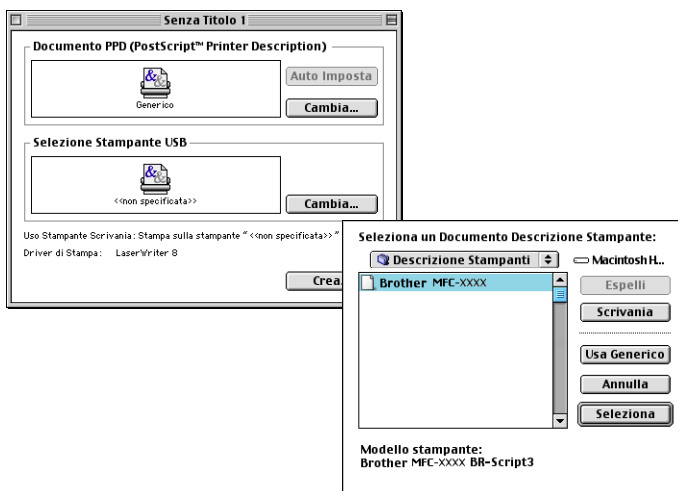 Senza Titolo 1
Documento PPD (PostScript™ Printer Description)
Generico
Auto Imposta
Cambia...
Selezione Stampante USB
<<non specificata>>
Cambia...
Uso Stampante Scrivania: Stampa sulla stampante “<<non specificata>>”
Driver di Stampa: LaserWriter 8
Crea.
Seleziona un Documento Descrizione Stampante:
Descrizione Stampanti
Macintosh H...
Brother MFC-XXXX
Espelli
Scrivania
Usa Generico
Annulla
Seleziona
Modello stampante:
Brother MFC-XXXX BR-Script3